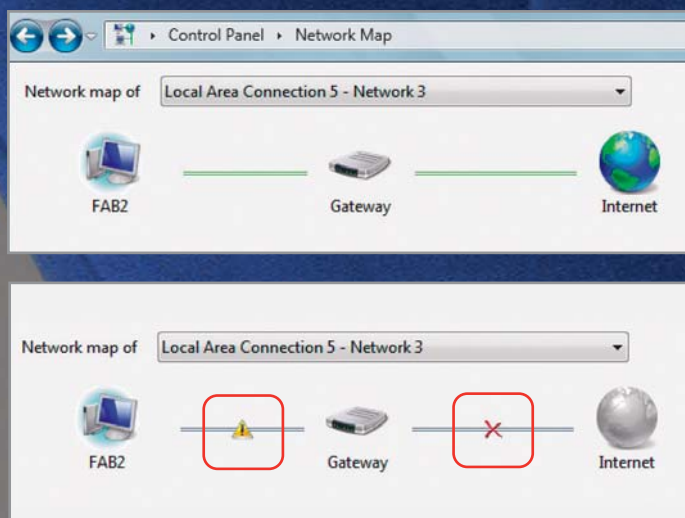 Control Panel Network Map
Network map of Local Area Connection 5 - Network 3
FAB2 Gateway Internet
Network map of Local Area Connection 5 - Network 3
FAB2 Gateway Internet